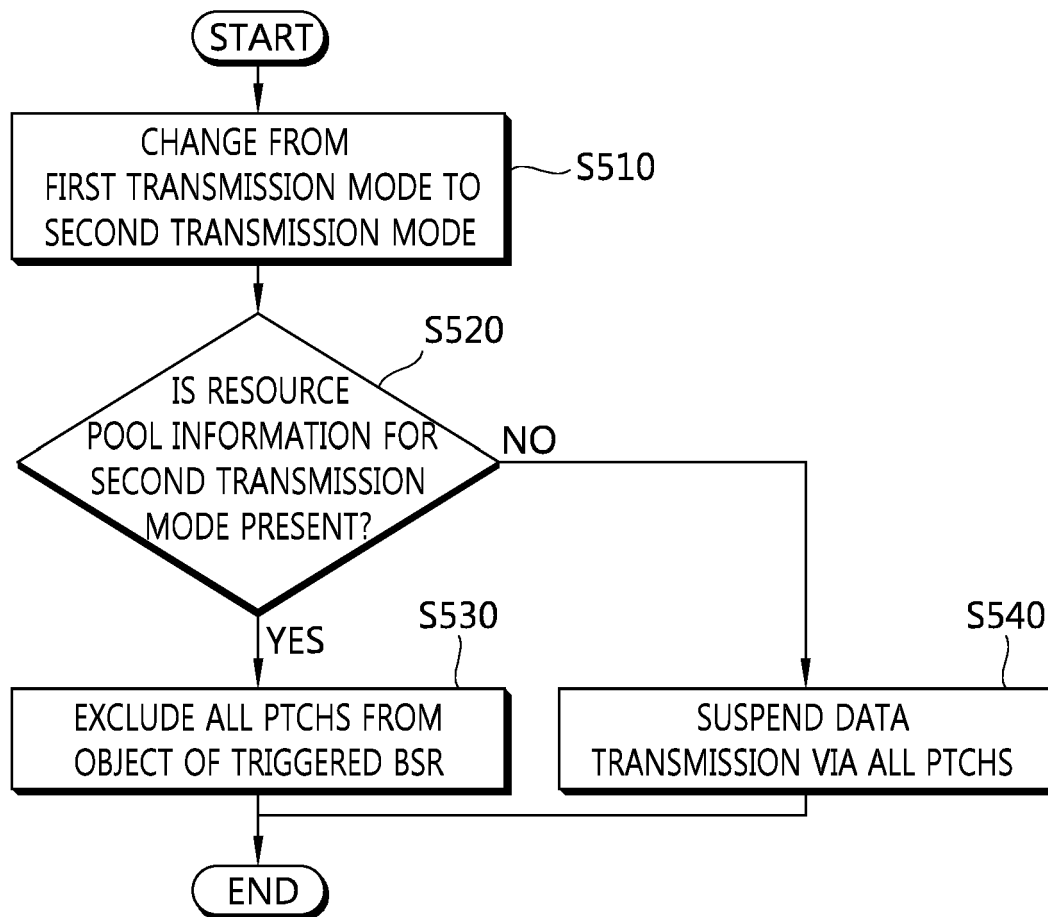 START
CHANGE FROM
FIRST TRANSMISSION MODE TO
SECOND TRANSMISSION MODE
S510
S520
IS RESOURCE
POOL INFORMATION FOR
SECOND TRANSMISSION
MODE PRESENT?
NO
YES
S530
S540
EXCLUDE ALL PTCHS FROM
OBJECT OF TRIGGERED BSR
SUSPEND DATA
TRANSMISSION VIA ALL PTCHS
END